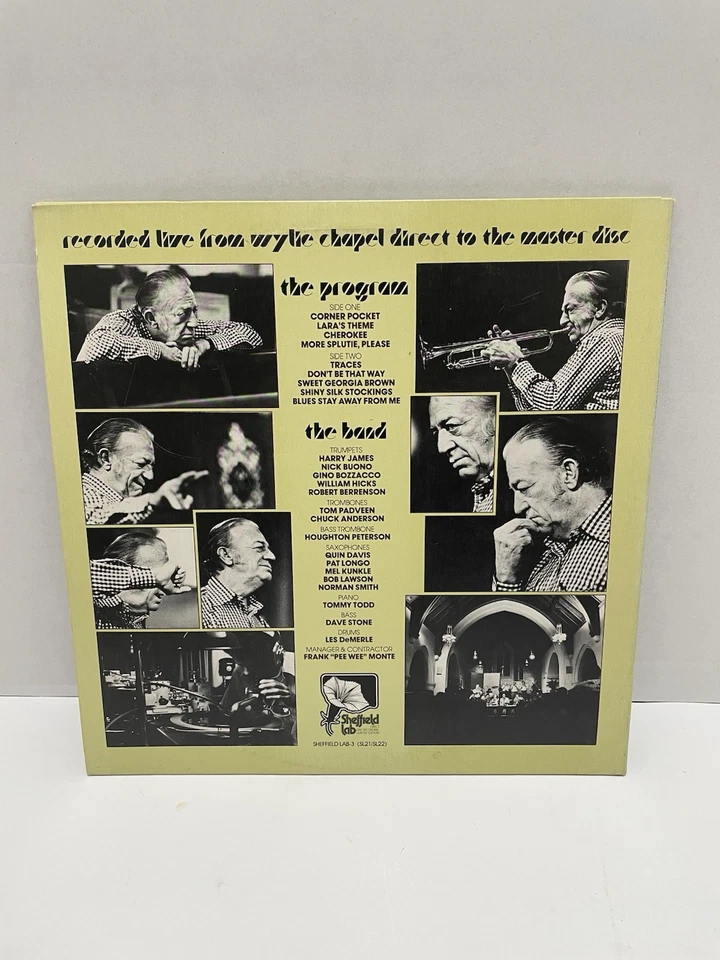 recorded live from wylie chapel direct to the master disc
the program
SIDE ONE
CORNER POCKET
LARA'S THEME
CHEROKEE
MORE SPLUTIE, PLEASE
SIDE TWO
TRACES
DON'T BE THAT WAY
SWEET GEORGIA BROWN
SHINY SILK STOCKINGS
BLUES STAY AWAY FROM ME
the band
TRUMPETS
HARRY JAMES
NICK BUONO
GINO BOZZACCO
WILLIAM HICKS
ROBERT BERRENSON
TROMBONES
TOM PADVEEN
CHUCK ANDERSON
BASS TROMBONE
HOUGHTON PETERSON
SAXOPHONES
QUIN DAVIS
PAT LONGO
MEL KUNKLE
BOB LAWSON
NORMAN SMITH
PIANO
TOMMY TODD
BASS
DAVE STONE
DRUMS
LES DeMERLE
MANAGER & CONTRACTOR
FRANK "PEE WEE" MONTE
Sheffield
lab
SHEFFIELD LAB-3 (SL21/SL22)